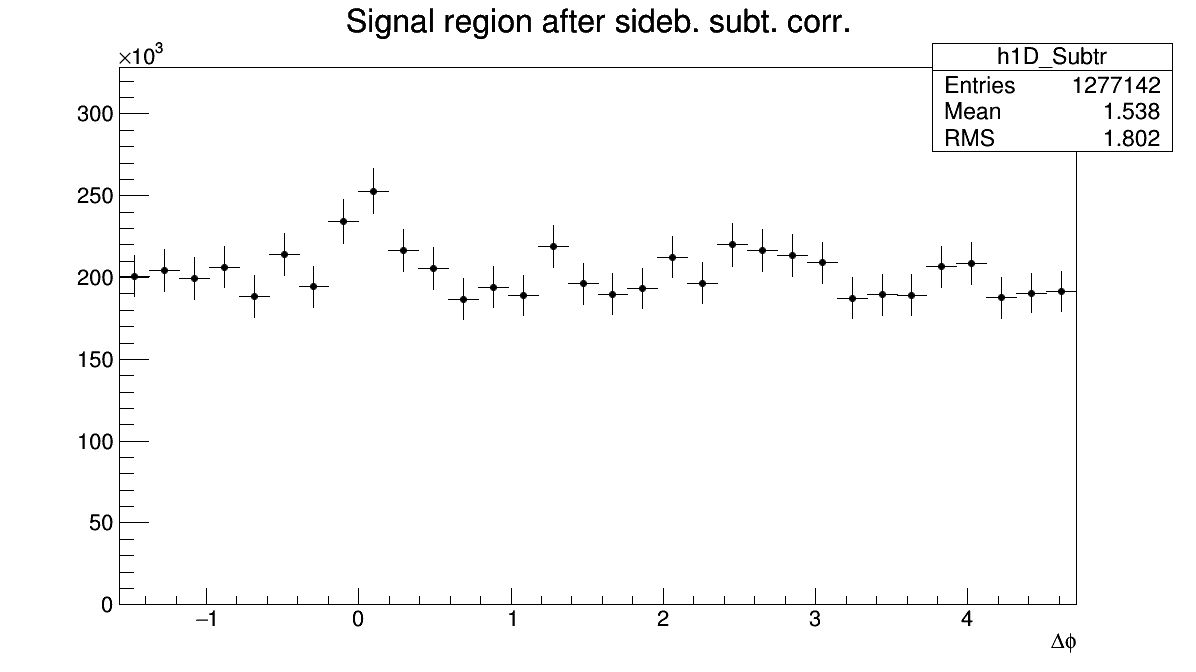 Signal region after sideb. subt. corr.
×10³
h1D_Subtr
Entries 1277142
Mean 1.538
RMS 1.802
300
250
200
150
100
50
0
−1 0 1 2 3 4
Δϕ